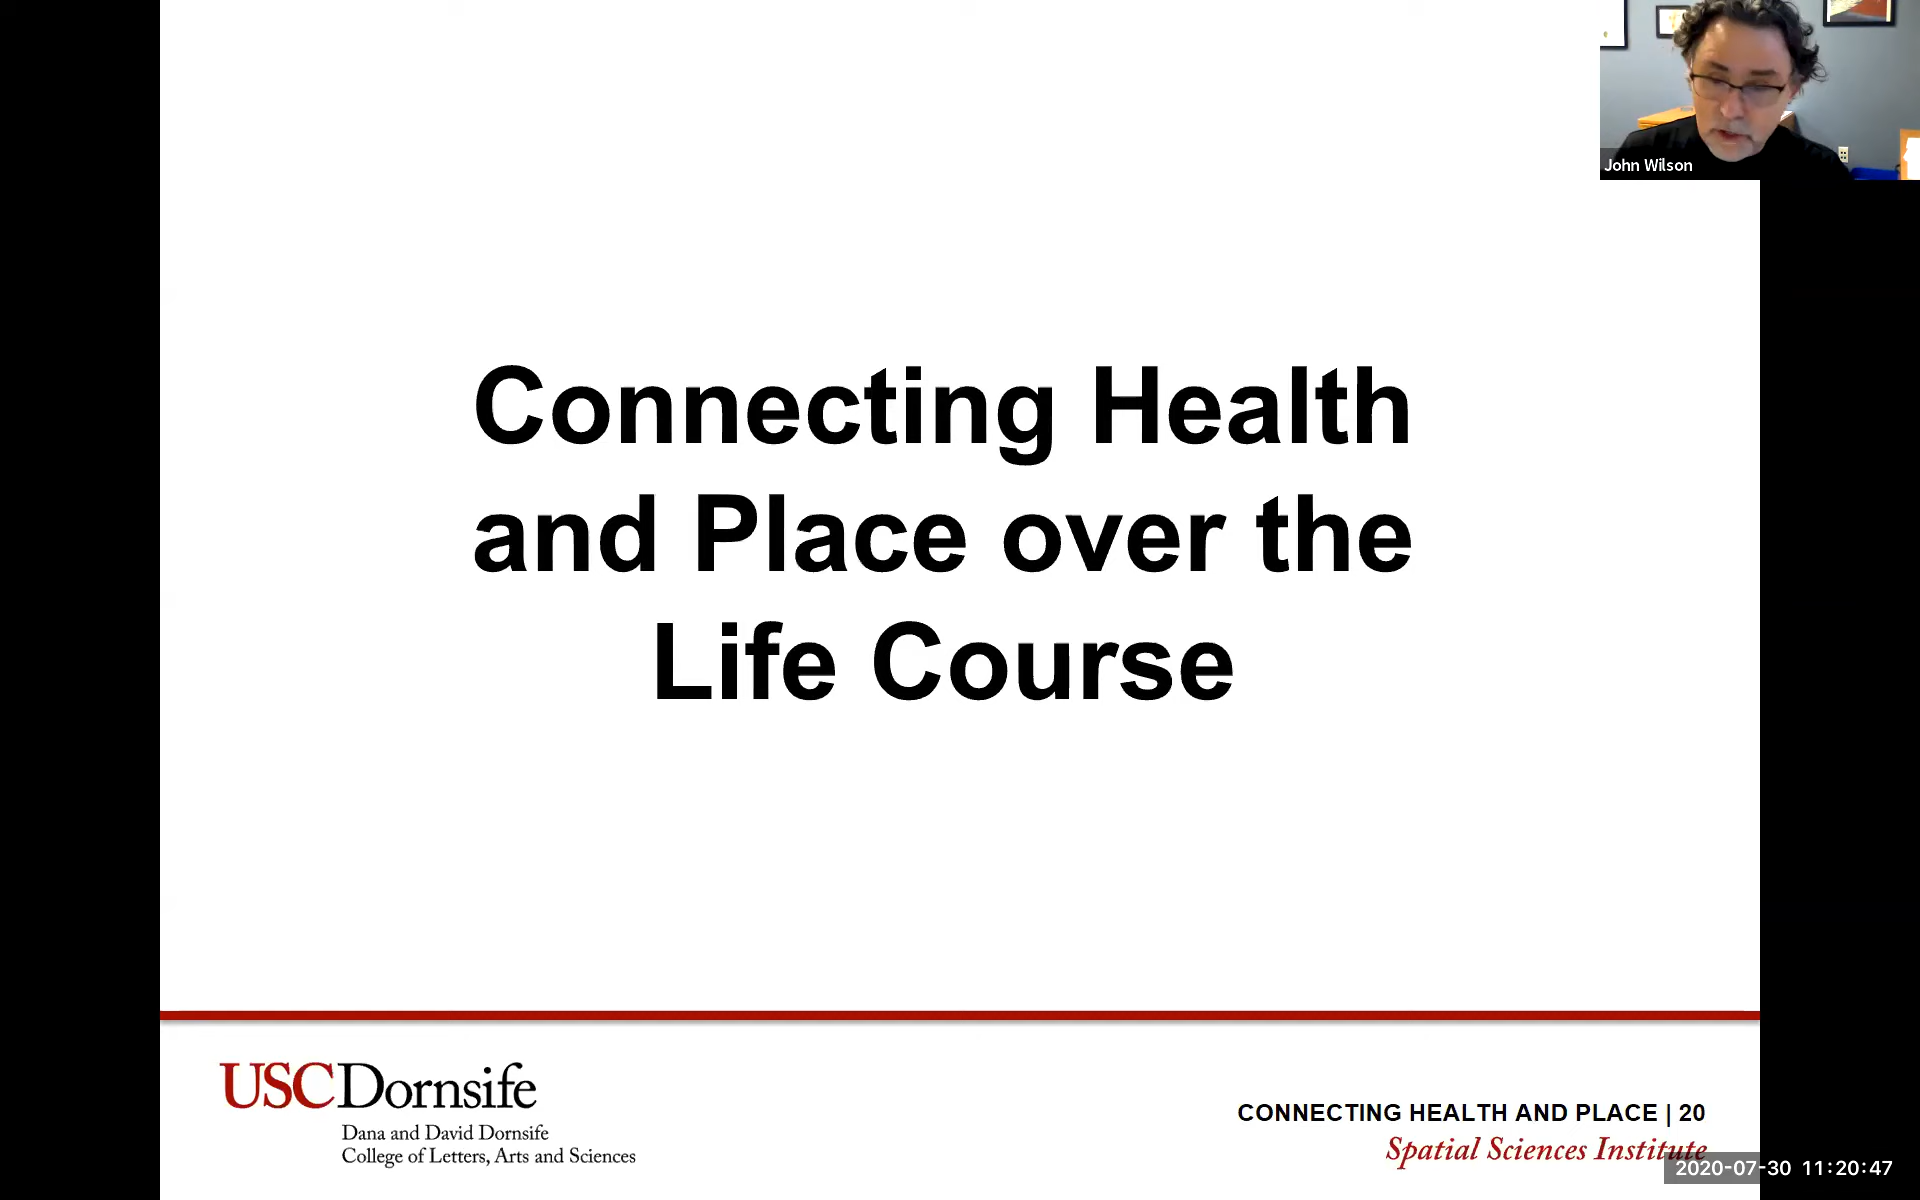 John Wilson
Connecting Health
and Place over the
Life Course
USCDornsife
Dana and David Dornsife
College of Letters, Arts and Sciences
CONNECTING HEALTH AND PLACE | 20
Spatial Sciences Institute
2020-07-30 11:20:47